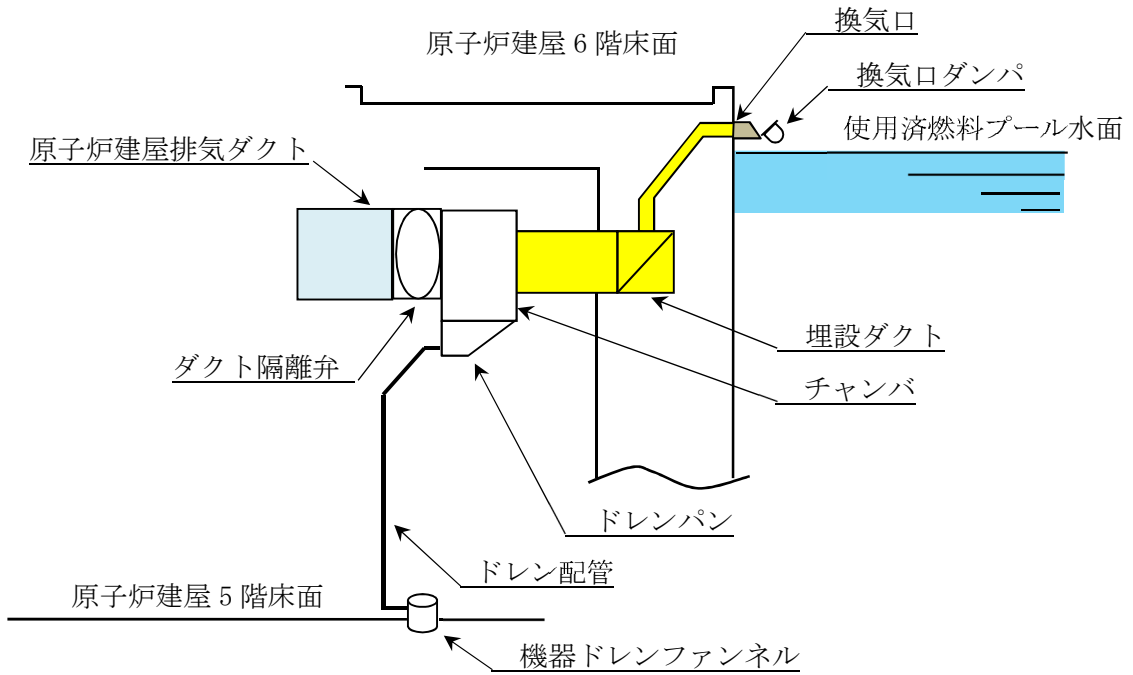 換気口
原子炉建屋 6 階床面
換気口ダンパ
使用済燃料プール水面
原子炉建屋排気ダクト
埋設ダクト
ダクト隔離弁
チャンバ
ドレンパン
ドレン配管
原子炉建屋 5 階床面
機器ドレンファンネル